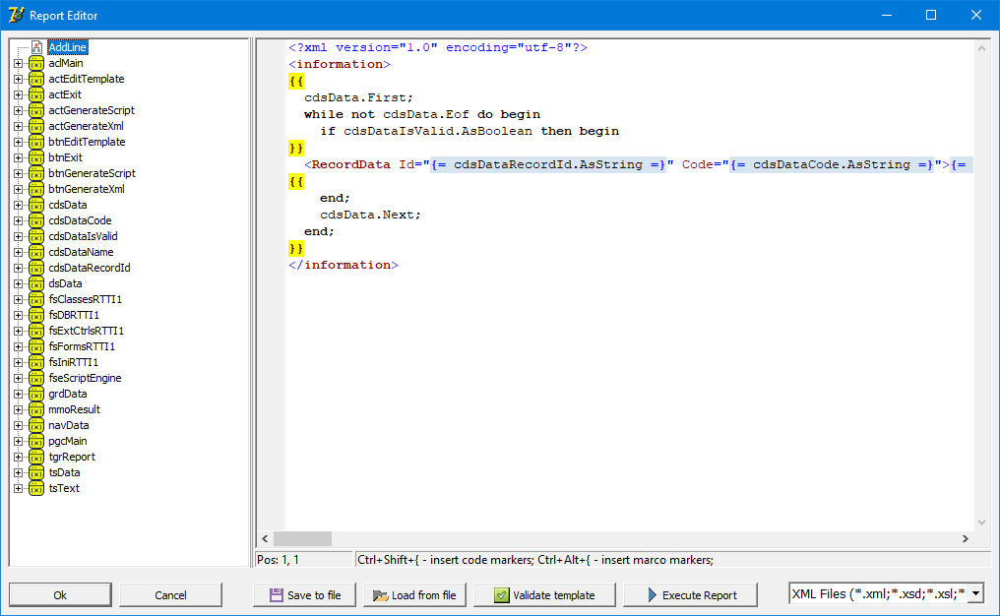 Report Editor
AddLine
aclMain
actEditTemplate
actExit
actGenerateScript
actGenerateXml
btnEditTemplate
btnExit
btnGenerateScript
btnGenerateXml
cdsData
cdsDataCode
cdsDataIsValid
cdsDataName
cdsDataRecordId
dsData
fsClassesRTTI1
fsDBRTTI1
fsExtCtrlsRTTI1
fsFormsRTTI1
fsIniRTTI1
fseScriptEngine
grdData
mmoResult
navData
pgcMain
tgrReport
tsData
tsText
<?xml version="1.0" encoding="utf-8"?>
<information>
{{
cdsData.First;
while not cdsData.Eof do begin
if cdsDataIsValid.AsBoolean then begin
}}
<RecordData Id="{= cdsDataRecordId.AsString =}" Code="{= cdsDataCode.AsString =}">{=
{{
end;
cdsData.Next;
end;
}}
</information>
Pos: 1, 1
Ctrl+Shift+{ - insert code markers; Ctrl+Alt+{ - insert marco markers;
Ok
Cancel
Save to file
Load from file
Validate template
Execute Report
XML Files (*.xml;*.xsd;*.xsl;*